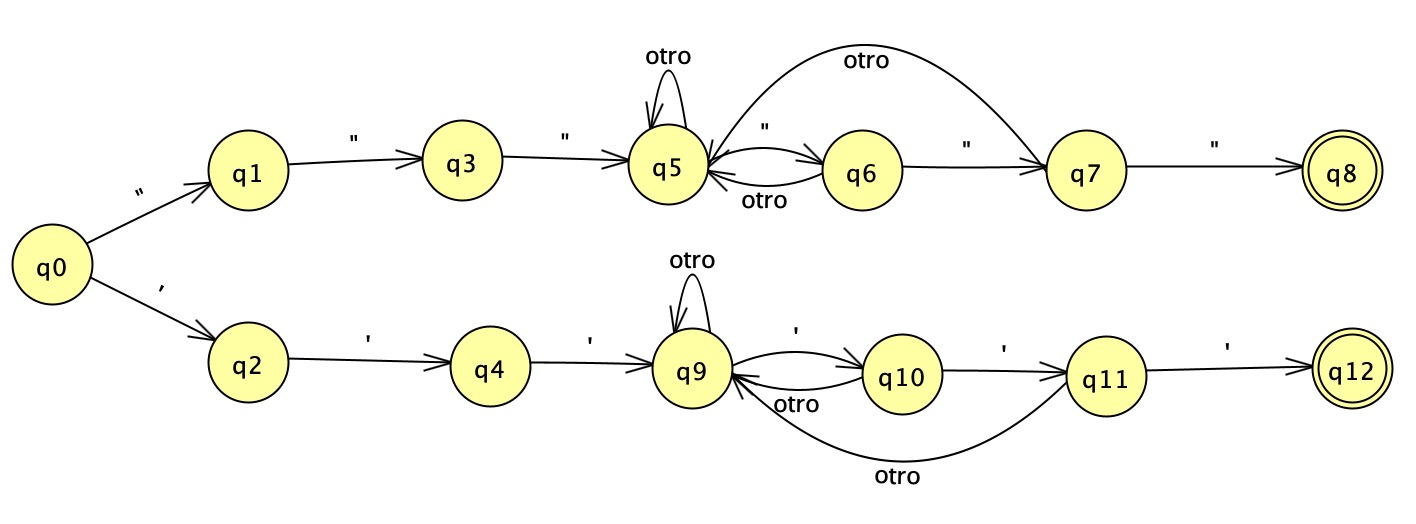 otro
otro
" " " " " "
q1 q3 q5 q6 q7 q8
"
otro
q0
otro
' ' ' ' ' '
q2 q4 q9 q10 q11 q12
otro
otro